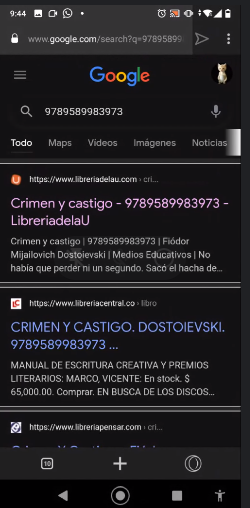 9:44
www.google.com/search?q=97895899
Google
9789589983973
Todo Maps Vídeos Imágenes Noticias
https://www.libreriadelau.com › cri...
Crimen y castigo - 9789589983973 -
LibreriadelaU
Crimen y castigo | 9789589983973 | Fiódor
Mijailovich Dostoievski | Medios Educativos | No
había que perder ni un segundo. Sacó el hacha de...
https://www.libreriacentral.co › libro
CRIMEN Y CASTIGO. DOSTOIEVSKI.
9789589983973 ...
MANUAL DE ESCRITURA CREATIVA Y PREMIOS
LITERARIOS: MARCO, VICENTE: En stock. $
65,000.00. Comprar. EN BUSCA DE LOS DISCOS...
https://www.libreriapensar.com › cri...
10